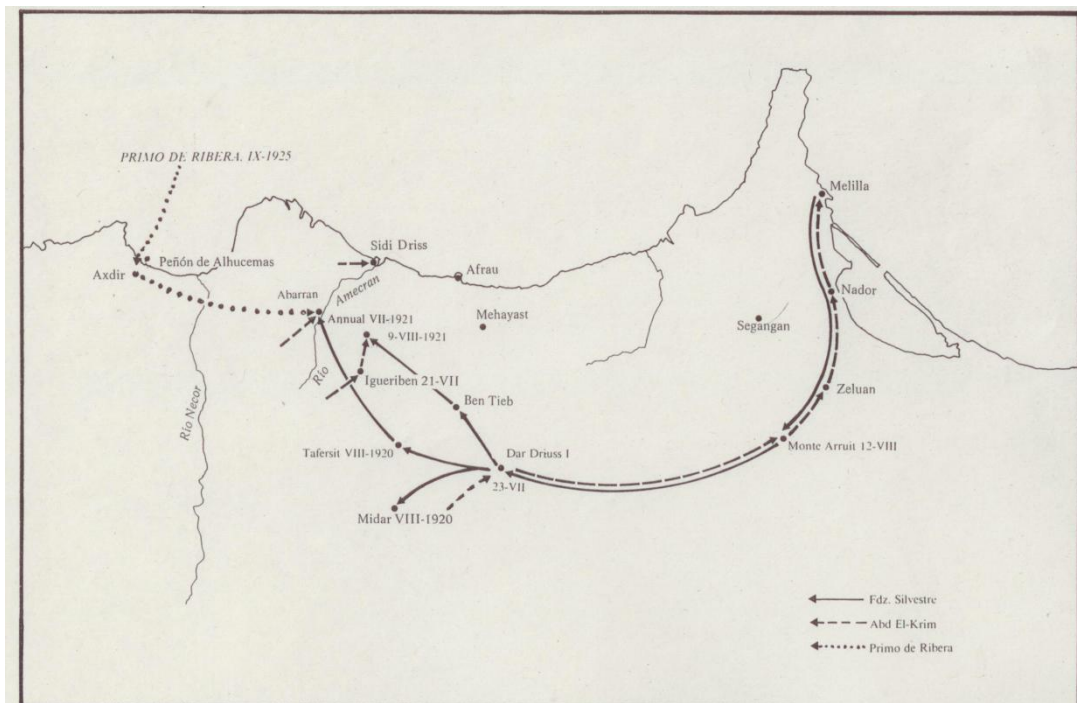 PRIMO DE RIBERA. IX-1925
Melilla
Sidi Driss
Peñón de Alhucemas
Afrau
Axdir
Amecran
Nador
Abarran
Annual VII-1921
Mehayast
Segangan
9-VIII-1921
Río
Igueriben 21-VII
Zeluan
Ben Tieb
Río Necor
Tafersit VIII-1920
Monte Arruit 12-VIII
Dar Driuss I
23-VII
Midar VIII-1920
Fdz. Silvestre
Abd El-Krim
Primo de Ribera